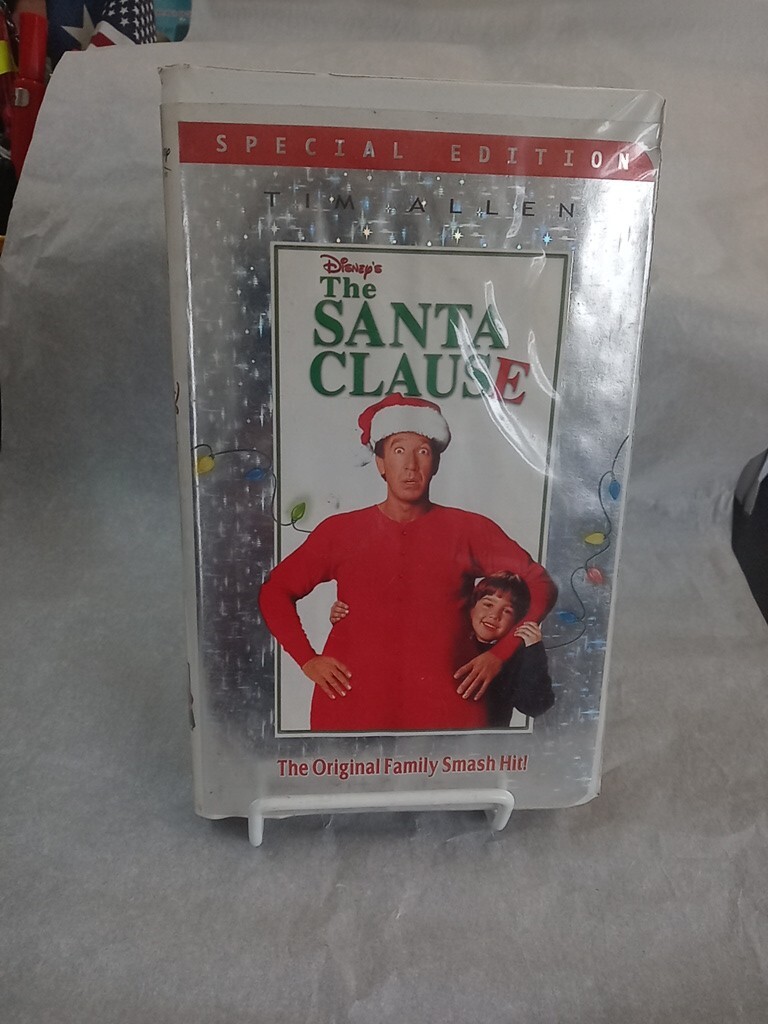 SPECIAL EDITION
TIM ALLEN
Disney's
The
SANTA
CLAUSE
The Original Family Smash Hit!